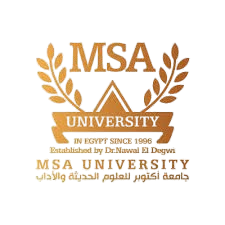 MSA
UNIVERSITY
IN EGYPT SINCE 1996
Established by Dr.Nawal El Degwi
MSA UNIVERSITY
جامعة أكتوبر للعلوم الحديثة والآداب